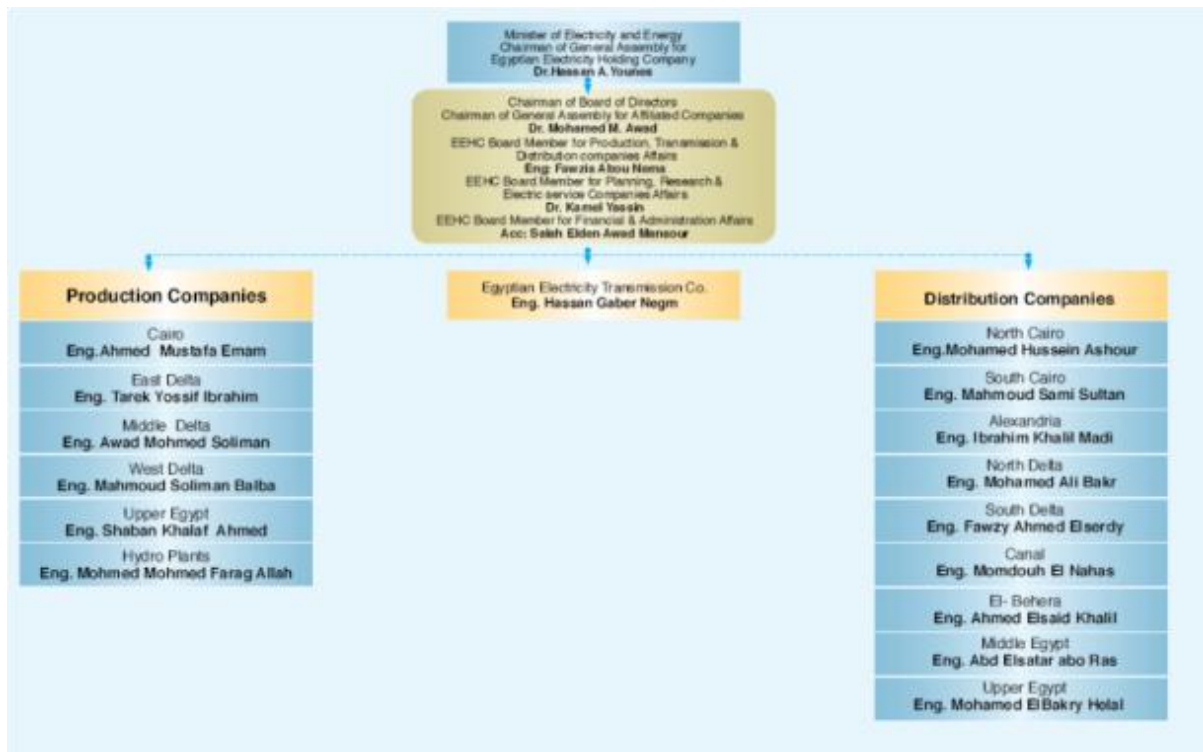 Minister of Electricity and Energy
Chairman of General Assembly for
Egyptian Electricity Holding Company
Dr.Hassan A.Younes
Chairman of Board of Directors
Chairman of General Assembly for Affiliated Companies
Dr. Mohamed M. Awad
EEHC Board Member for Production, Transmission &
Distribution companies Affairs
Eng: Fawzia Abou Nema
EEHC Board Member for Planning, Research &
Electric service Companies Affairs
Dr. Kamel Yassin
EEHC Board Member for Financial & Administration Affairs
Acc: Salah Elden Awad Mansour
Production Companies
Cairo
Eng.Ahmed Mustafa Emam
East Delta
Eng. Tarek Yossif Ibrahim
Middle Delta
Eng. Awad Mohmed Soliman
West Delta
Eng. Mahmoud Soliman Balba
Upper Egypt
Eng. Shaban Khalaf Ahmed
Hydro Plants
Eng. Mohmed Mohmed Farag Allah
Egyptian Electricity Transmission Co.
Eng. Hassan Gaber Negm
Distribution Companies
North Cairo
Eng.Mohamed Hussein Ashour
South Cairo
Eng. Mahmoud Sami Sultan
Alexandria
Eng. Ibrahim Khalil Madi
North Delta
Eng. Mohamed Ali Bakr
South Delta
Eng. Fawzy Ahmed Elserdy
Canal
Eng. Momdouh El Nahas
El- Behera
Eng. Ahmed Elsaid Khalil
Middle Egypt
Eng. Abd Elsatar abo Ras
Upper Egypt
Eng. Mohamed ElBakry Helal